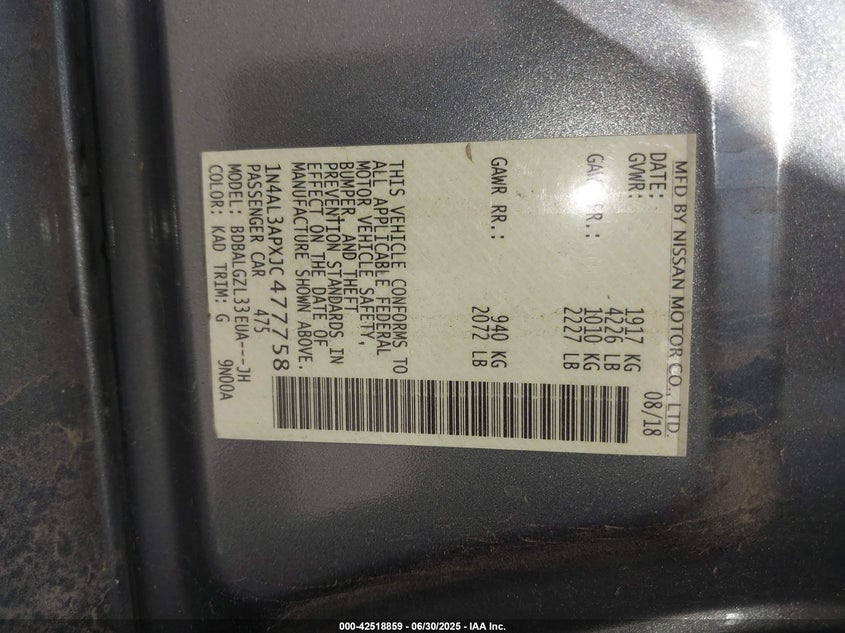 MFD BY NISSAN MOTOR CO., LTD.
DATE: 08/18
GVWR: 1917 KG
4226 LB
GAWR FR.: 1010 KG
2227 LB
GAWR RR.: 940 KG
2072 LB
THIS VEHICLE CONFORMS TO
ALL APPLICABLE FEDERAL
MOTOR VEHICLE SAFETY,
BUMPER, AND THEFT
PREVENTION STANDARDS IN
EFFECT ON THE DATE OF
MANUFACTURE SHOWN ABOVE.
1N4AL3APXJC477758
PASSENGER CAR 475
MODEL: BDBALGZL33EUA---JH
COLOR: KAD TRIM: G 9N00A
000-42518859 - 06/30/2025 - IAA Inc.